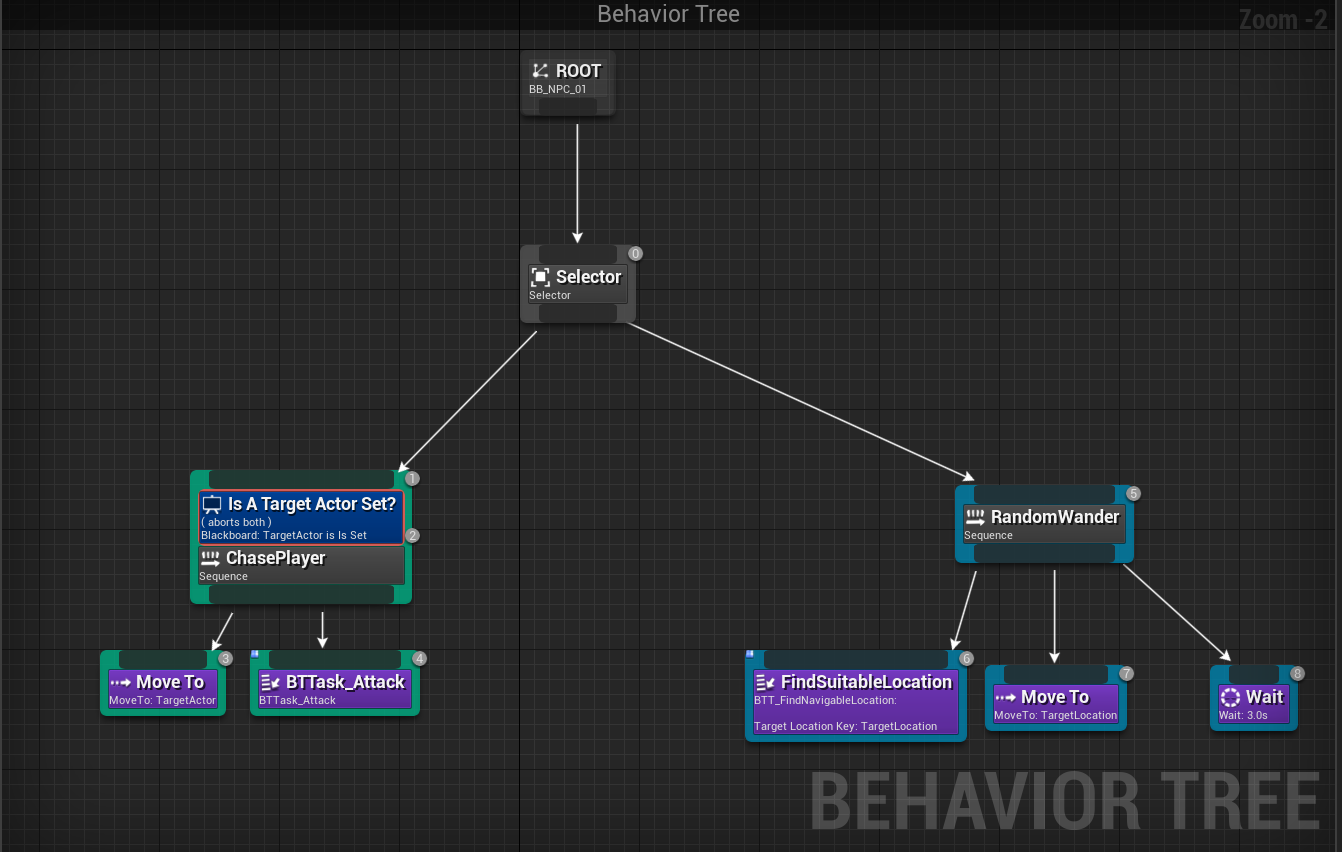 Behavior Tree
Zoom -2
ROOT
BB_NPC_01
0
Selector
Selector
1
Is A Target Actor Set?
( aborts both )
Blackboard: TargetActor is Is Set
2
ChasePlayer
Sequence
5
RandomWander
Sequence
3
Move To
MoveTo: TargetActor
4
BTTask_Attack
BTTask_Attack
6
FindSuitableLocation
BTT_FindNavigableLocation:
Target Location Key: TargetLocation
7
Move To
MoveTo: TargetLocation
8
Wait
Wait: 3.0s
BEHAVIOR TREE